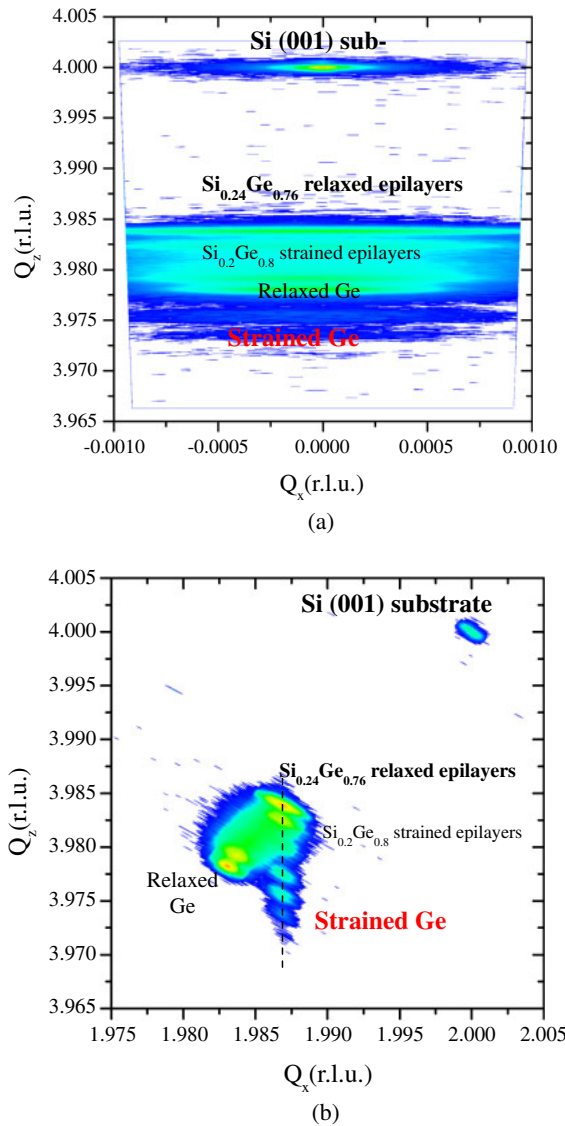 4.005
Si (001) sub-
4.000
3.995
3.990
Si0.24Ge0.76 relaxed epilayers
3.985
Si0.2Ge0.8 strained epilayers
3.980
Relaxed Ge
3.975
Strained Ge
3.970
3.965
Qz(r.l.u.)
-0.0010 -0.0005 0.0000 0.0005 0.0010
Qx(r.l.u.)
(a)
4.005
Si (001) substrate
4.000
3.995
3.990
Si0.24Ge0.76 relaxed epilayers
3.985
Si0.2Ge0.8 strained epilayers
3.980
Relaxed
Ge
3.975
Strained Ge
3.970
3.965
Qz(r.l.u.)
1.975 1.980 1.985 1.990 1.995 2.000 2.005
Qx(r.l.u.)
(b)